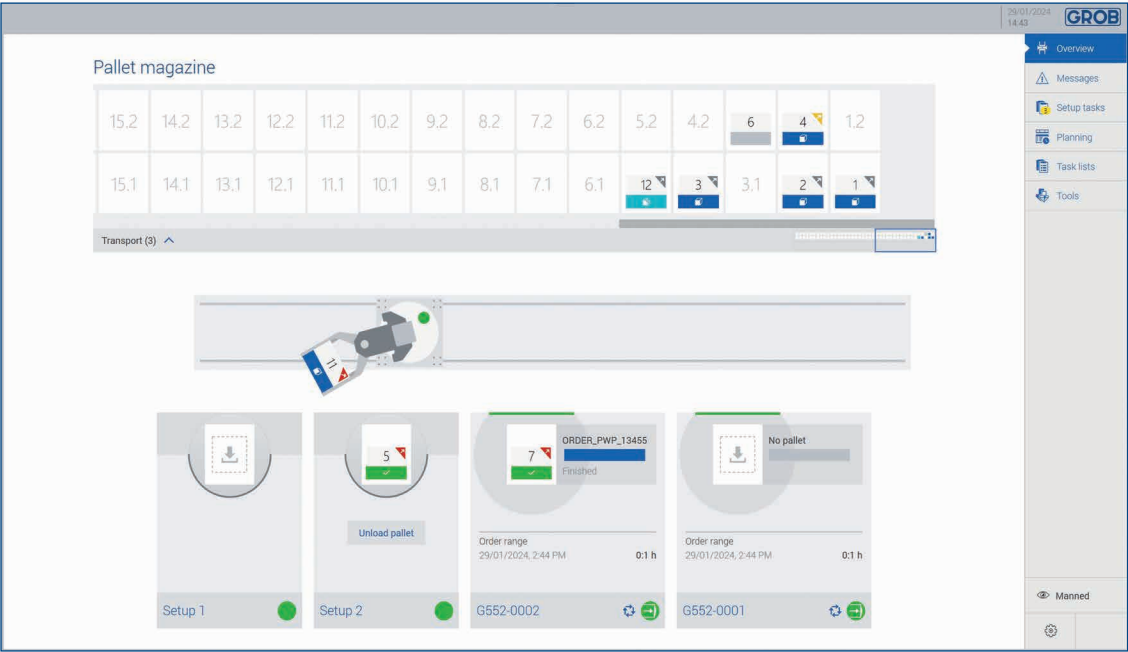 29/01/2024
14:43
GROB
Overview
Messages
Setup tasks
Planning
Task lists
Tools
Pallet magazine
15.2 14.2 13.2 12.2 11.2 10.2 9.2 8.2 7.2 6.2 5.2 4.2 6 4 1.2
15.1 14.1 13.1 12.1 11.1 10.1 9.1 8.1 7.1 6.1 12 3 3.1 2 1
Transport (3)
11
5
Unload pallet
Setup 1
Setup 2
7
ORDER_PWP_13455
Finished
Order range
29/01/2024, 2:44 PM 0:1 h
G552-0002
No pallet
Order range
29/01/2024, 2:44 PM 0:1 h
G552-0001
Manned